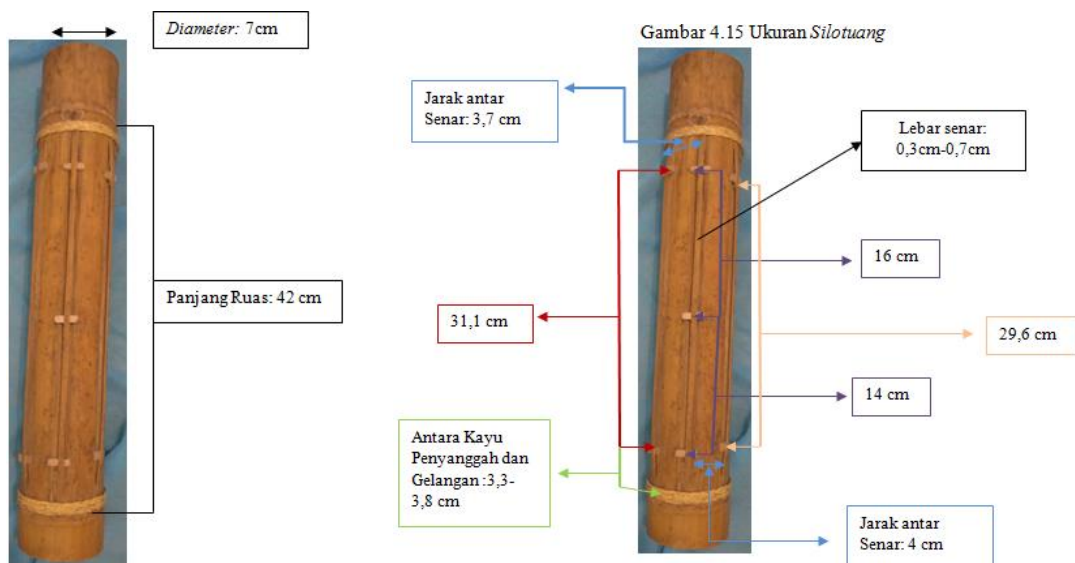 Diameter: 7cm
Panjang Ruas: 42 cm
Gambar 4.15 Ukuran Silotuang
Jarak antar
Senar: 3,7 cm
Lebar senar:
0,3cm-0,7cm
16 cm
31,1 cm
29,6 cm
14 cm
Antara Kayu
Penyanggah dan
Gelangan :3,3-
3,8 cm
Jarak antar
Senar: 4 cm